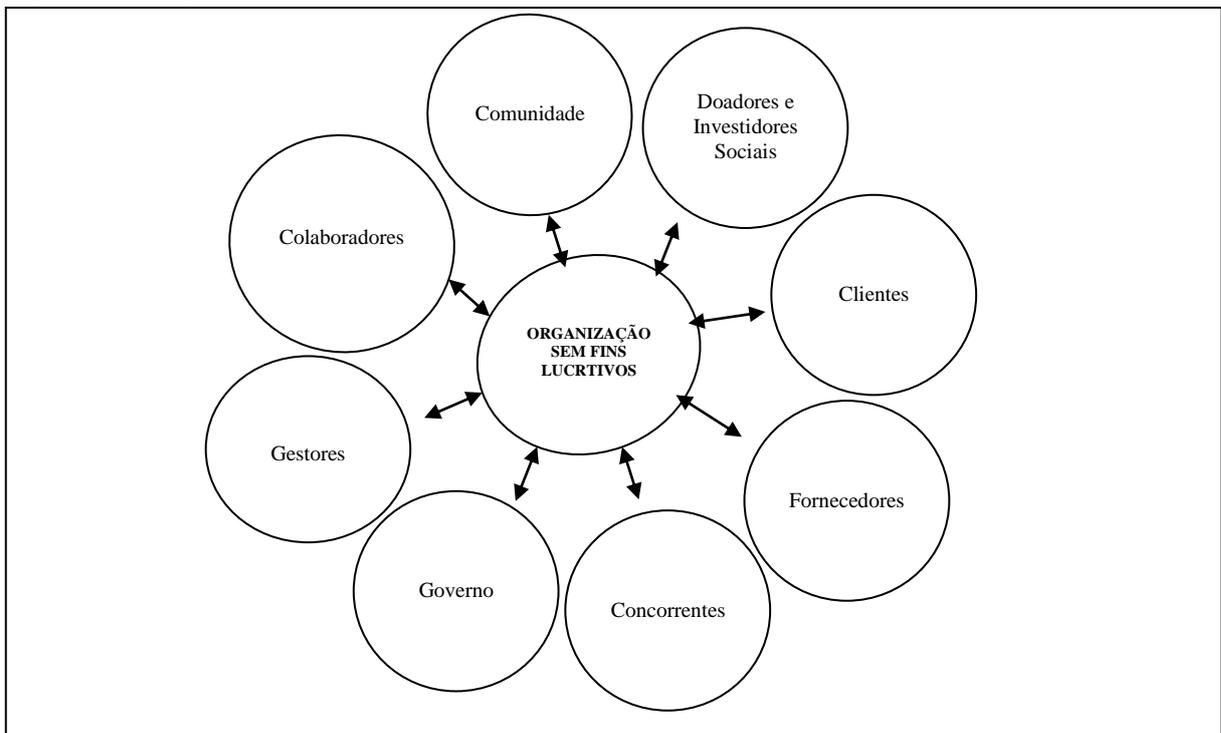 Comunidade
Doadores e
Investidores
Sociais
Colaboradores
Clientes
ORGANIZAÇÃO
SEM FINS
LUCRTIVOS
Gestores
Fornecedores
Governo
Concorrentes